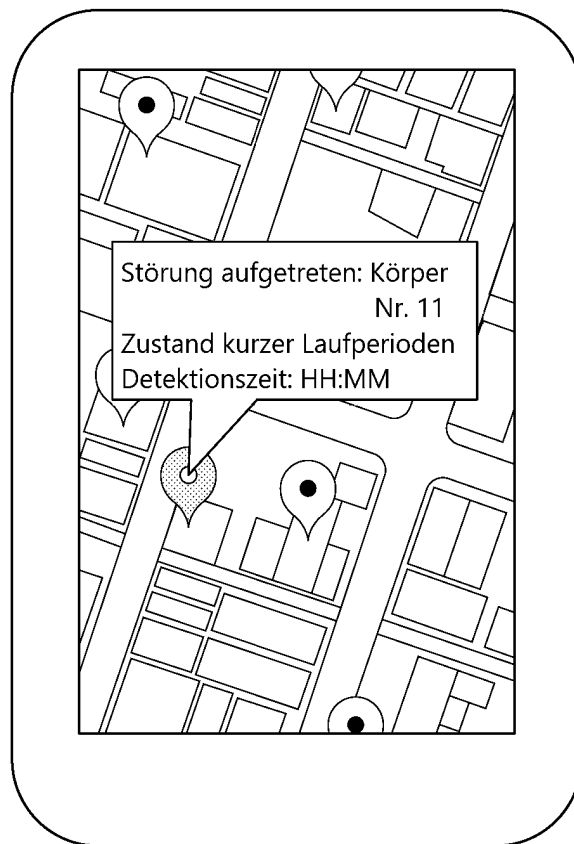 Störung aufgetreten: Körper
Nr. 11
Zustand kurzer Laufperioden
Detektionszeit: HH:MM